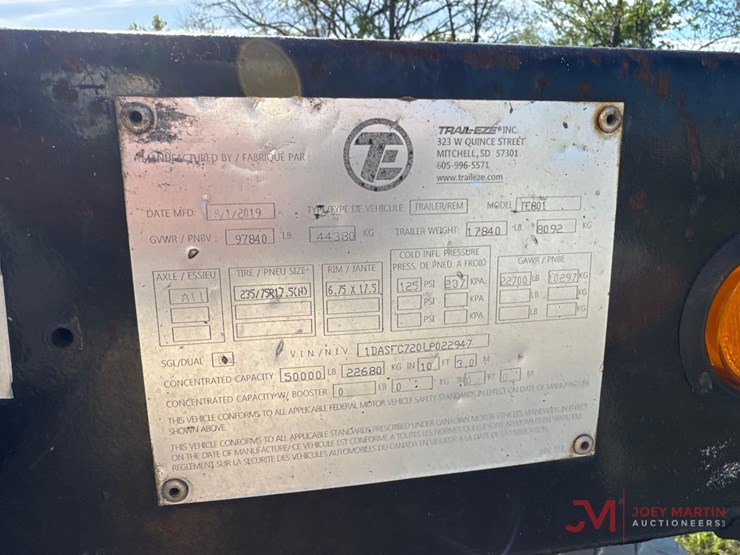 TE
TRAIL-EZE® INC.
323 W QUINCE STREET
MITCHELL, SD 57301
605-996-5571
www.traileze.com
MANUFACTURED BY / FABRIQUE PAR :
DATE MFD. 8/1/2019 TYPE/TYPE DE VEHICULE: TRAILER/REM MODEL TE801
GVWR / PNBV 97840 LB 44380 KG TRAILER WEIGHT: 17840 LB 8092 KG
AXLE / ESSIEU TIRE / PNEU SIZE RIM / JANTE COLD INFL. PRESSURE PRESS. DE PNEU. A FROID GAWR / PNBE
ALL 235/75R17.5(H) 6.75 X 17.5 125 PSI KPA 22700 LB 10297 KG
PSI KPA LB KG
PSI KPA LB KG
SGL/DUAL V.I.N./N.I.V. 1DASFC720LP022947
CONCENTRATED CAPACITY 50000 LB 22680 KG IN 10 FT 3.0 M
CONCENTRATED CAPACITY W/ BOOSTER 0 LB 0 KG IN 0 FT 0 M
THIS VEHICLE CONFORMS TO ALL APPLICABLE FEDERAL MOTOR VEHICLE SAFETY STANDARDS IN EFFECT ON DATE OF MANUFACTURE
SHOWN ABOVE.
THIS VEHICLE CONFORMS TO ALL APPLICABLE STANDARDS PRESCRIBED UNDER CANADIAN MOTOR VEHICLES STANDARDS IN EFFECT
ON THE DATE OF MANUFACTURE/ CE VEHICULE EST CONFORME A TOUTES LES NORMES QUI LUI SONT APPLICABLES EN VERTU DU
REGLEMENT SUR LA SECURITE DES VEHICULES AUTOMOBILES DU CANADA EN VIGUEUR A LA DATE DE SA FABRICATION.
JM JOEY MARTIN
AUCTIONEERS LLC